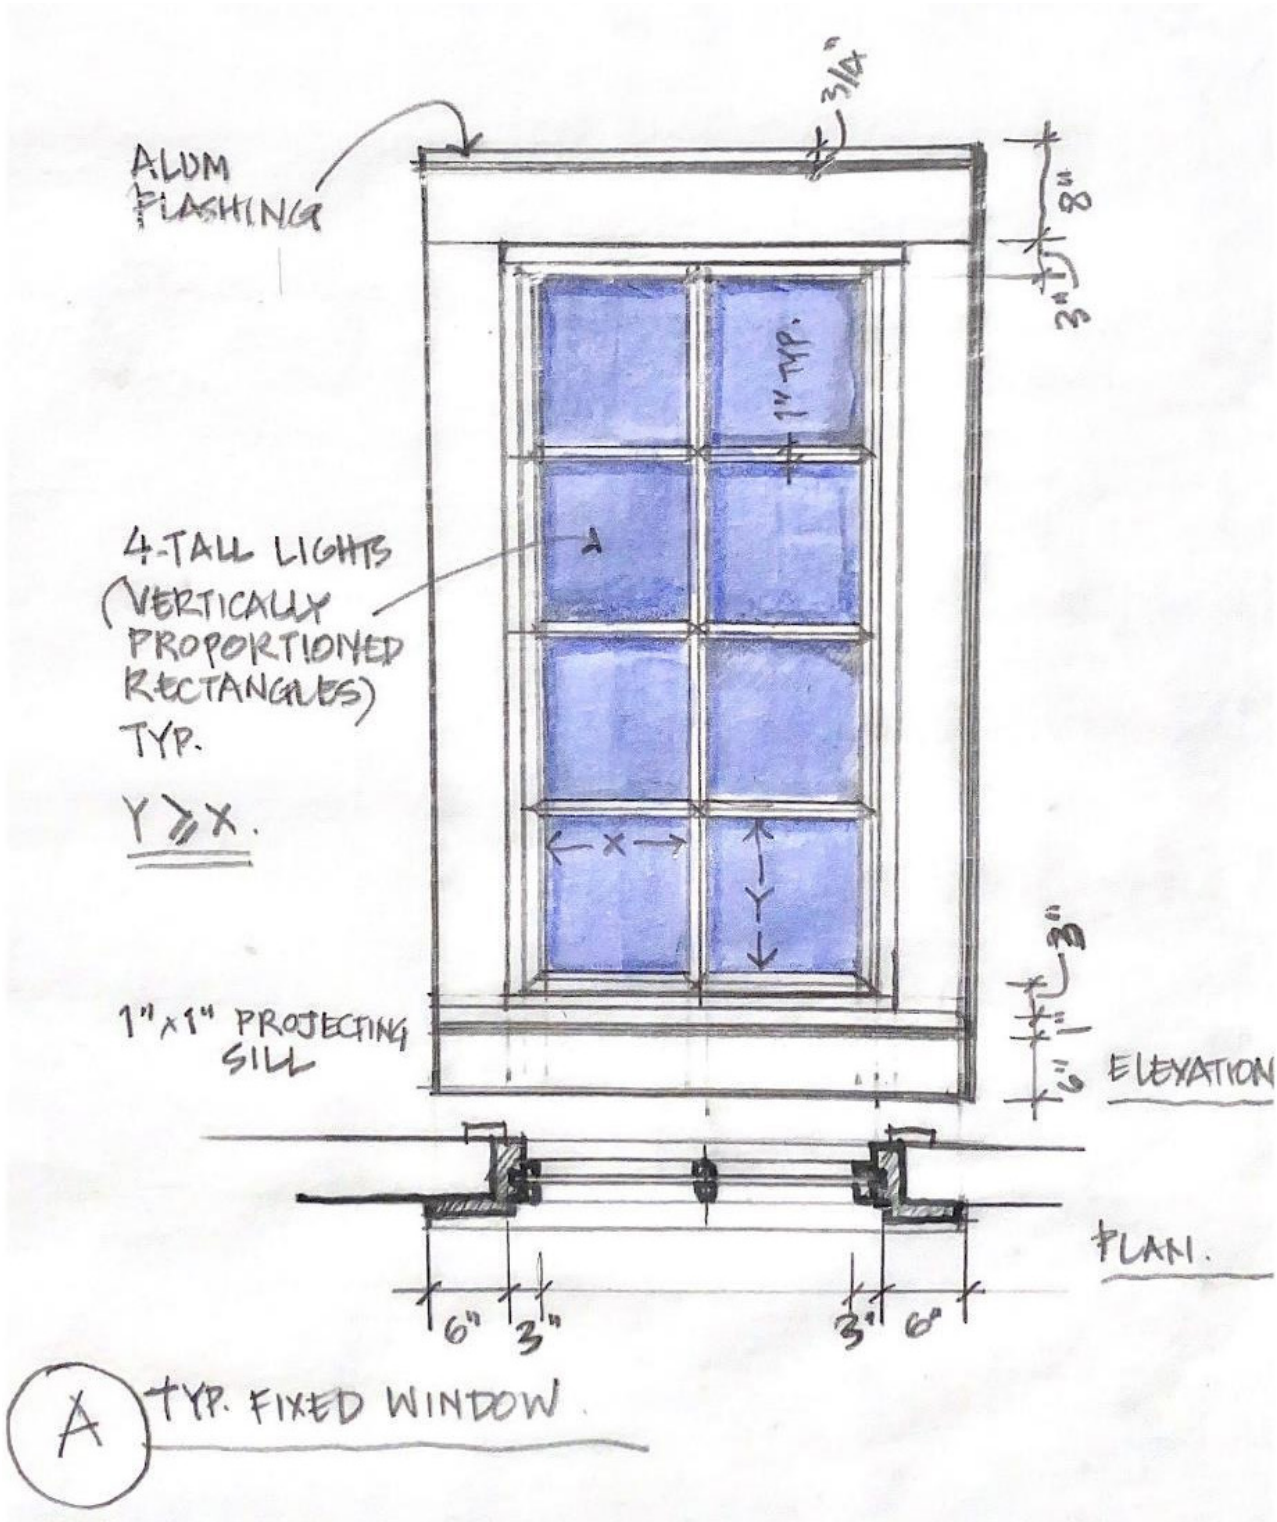 3/4"
ALUM
FLASHING
8"
3"
1" TYP.
4-TALL LIGHTS
(VERTICALLY
PROPORTIONED
RECTANGLES)
TYP.
Y ≥ X.
X
Y
3"
1"
6"
1" x 1" PROJECTING
SILL
ELEVATION
PLAN.
6"
3"
3"
6"
A
TYP. FIXED WINDOW.